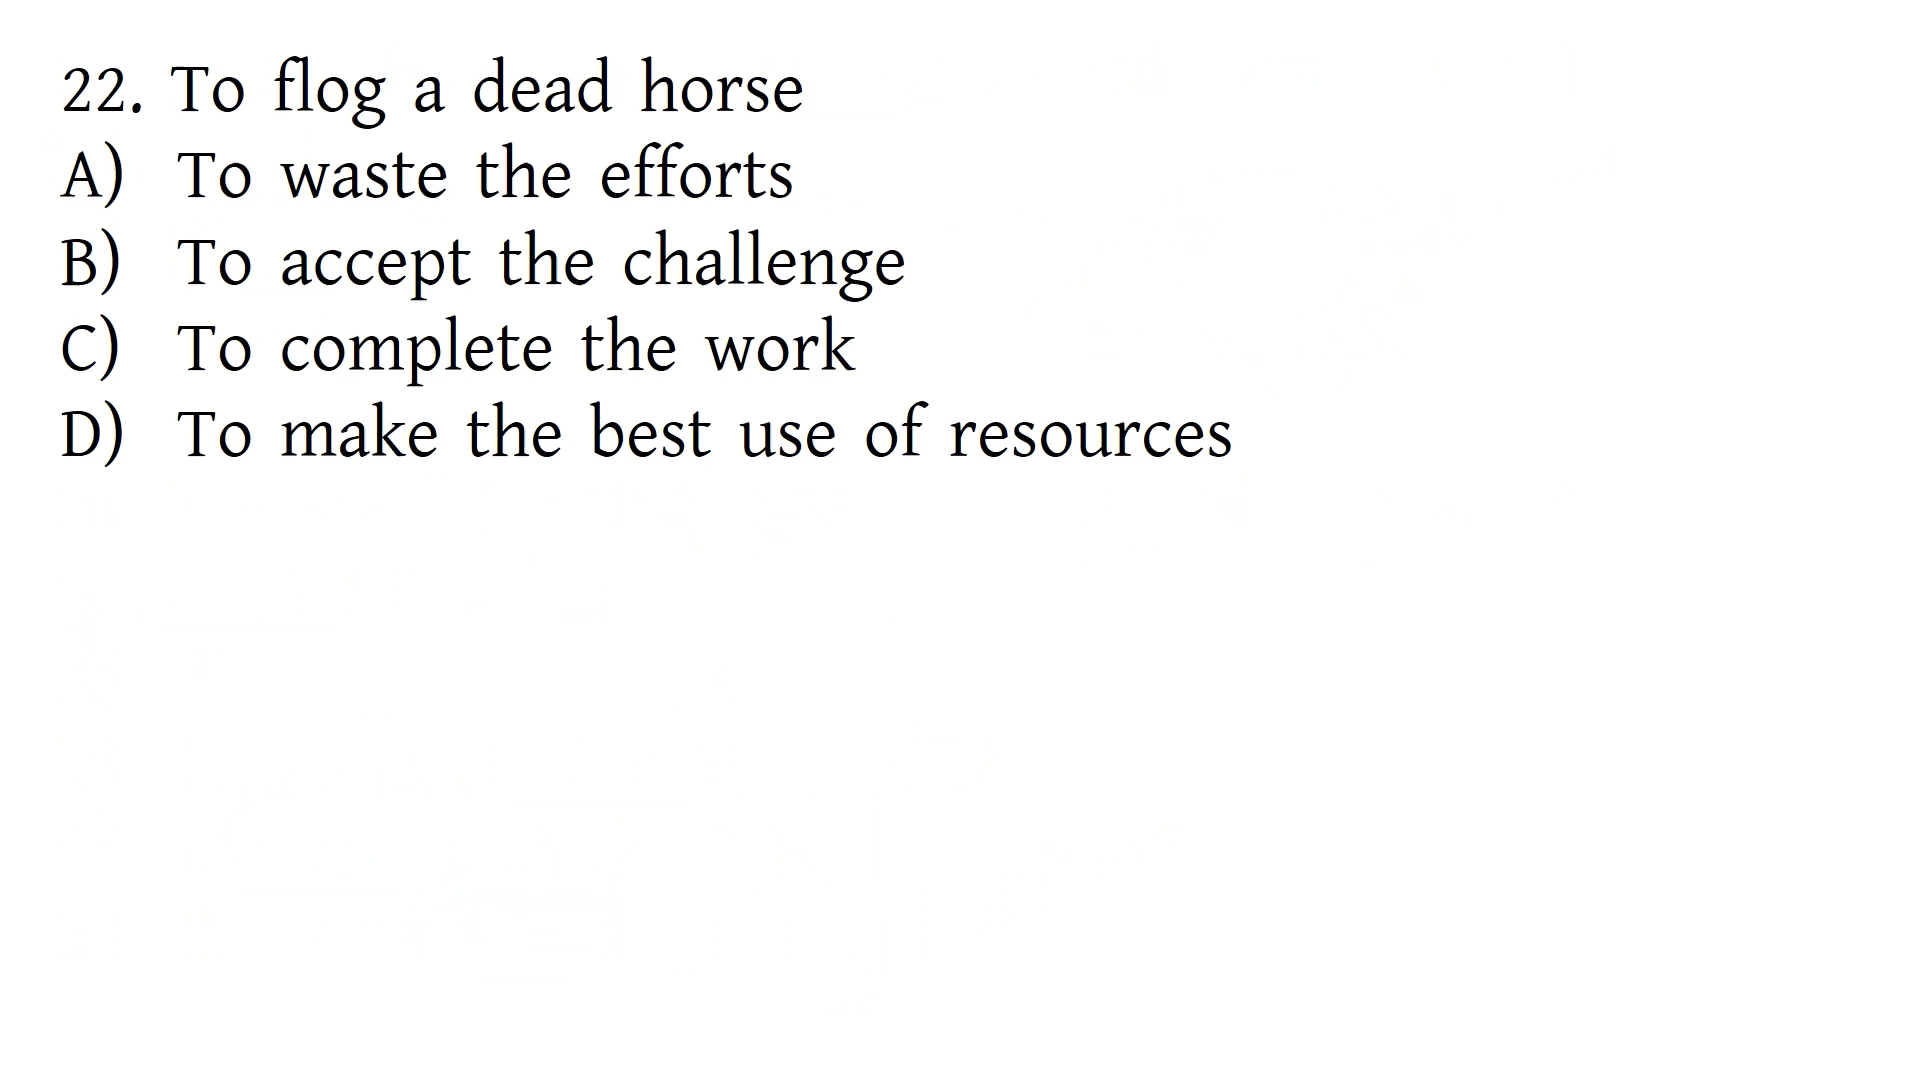 22. To flog a dead horse
A) To waste the efforts
B) To accept the challenge
C) To complete the work
D) To make the best use of resources